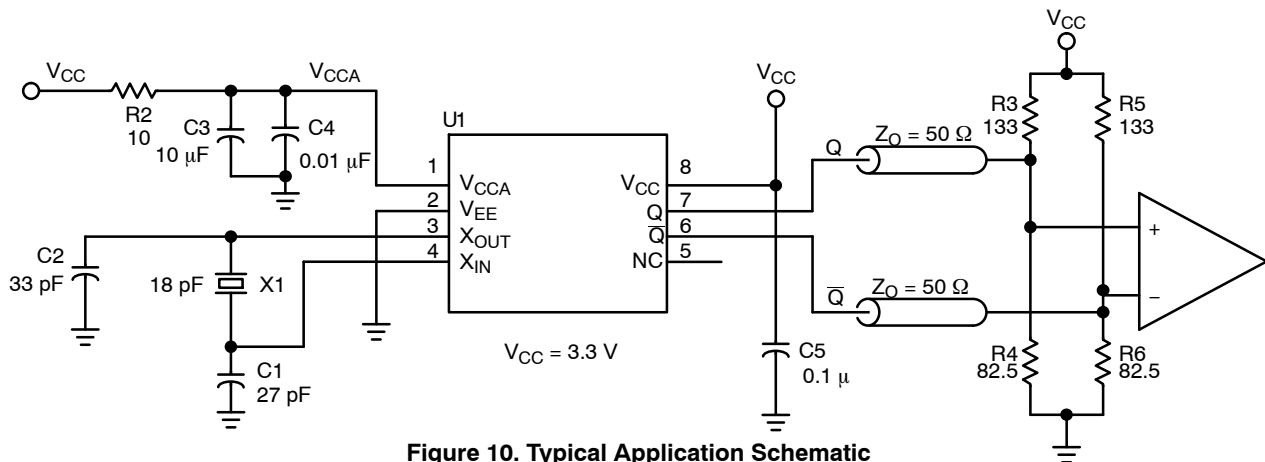 V_CC
V_CCA
R2
10
C3
10 μF
C4
0.01 μF
C2
33 pF
18 pF
X1
C1
27 pF
U1
1
2
3
4
V_CCA
V_EE
X_OUT
X_IN
V_CC
Q
Q̅
NC
8
7
6
5
V_CC = 3.3 V
V_CC
C5
0.1 μ
Q
Z_O = 50 Ω
Q̅
Z_O = 50 Ω
V_CC
R3
133
R5
133
R4
82.5
R6
82.5
+
−
Figure 10. Typical Application Schematic